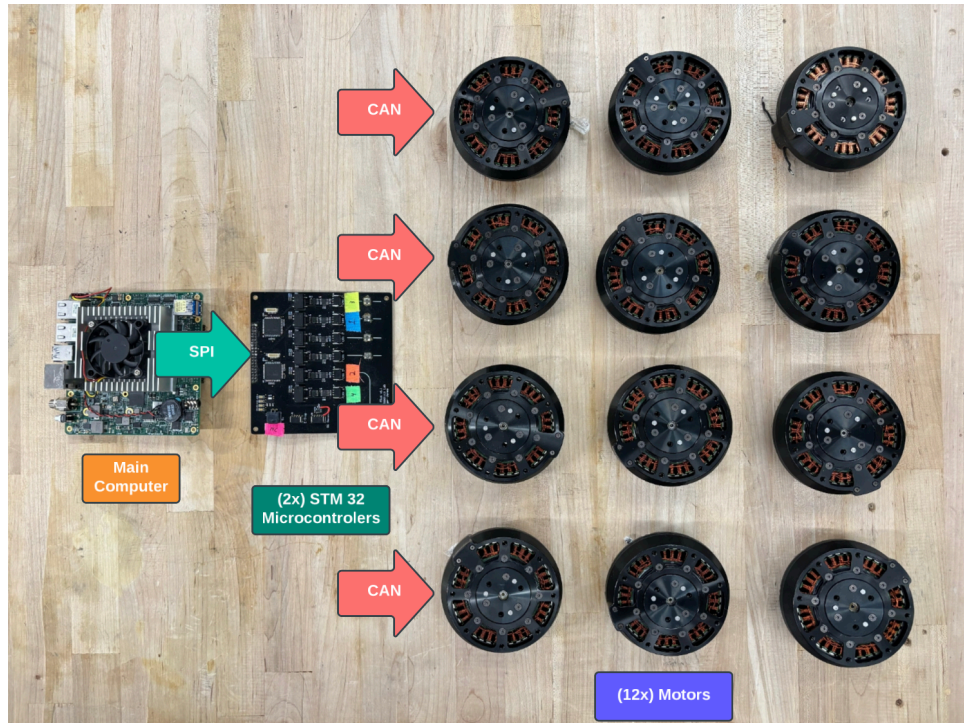 CAN
CAN
SPI
CAN
Main
Computer
(2x) STM 32
Microcontrolers
CAN
(12x) Motors